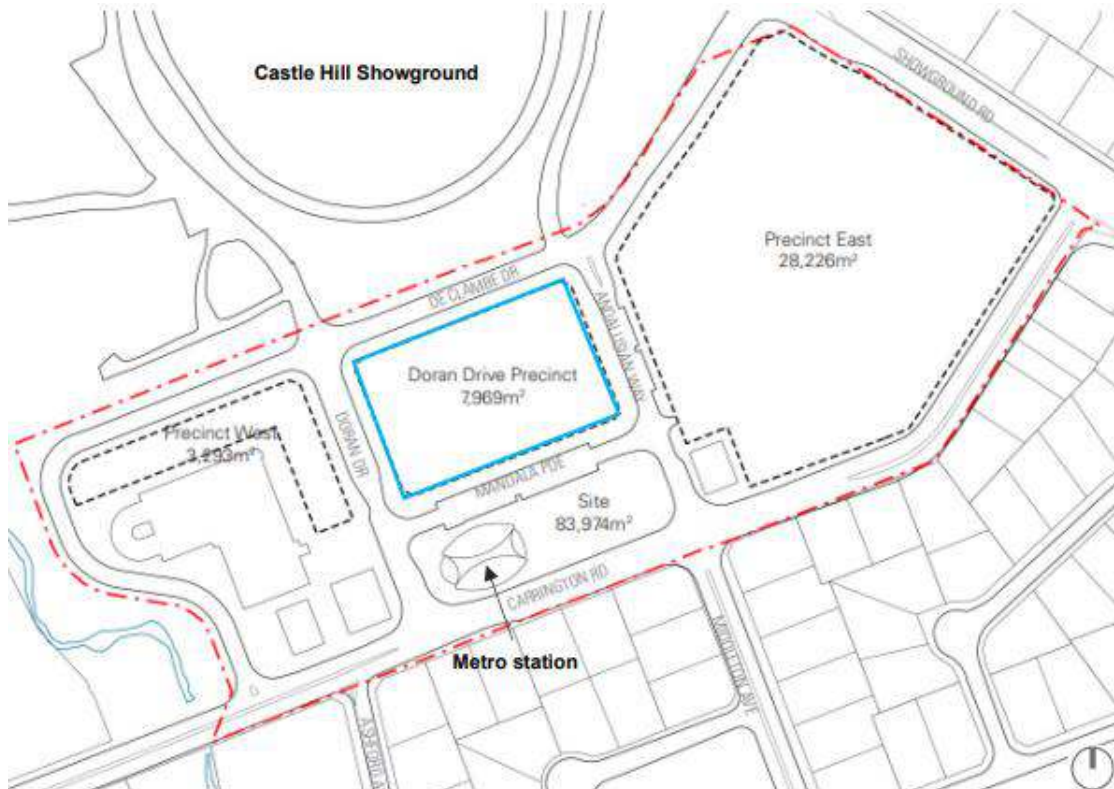 Castle Hill Showground
SHOWGROUND RD
Precinct East
28,226m²
DE CLAMBE DR
ANDALUSIAN WAY
Doran Drive Precinct
7,969m²
Precinct West
3,293m²
DORAN DR
MANDALA PDE
Site
83,974m²
CARRINGTON RD
Metro station
MIDDLETON AVE